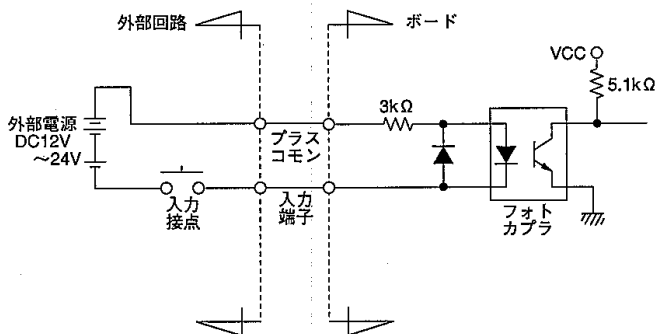 外部回路
ボード
VCC
5.1kΩ
3kΩ
外部電源
DC12V
～24V
プラス
コモン
入力
接点
入力
端子
フォト
カプラ